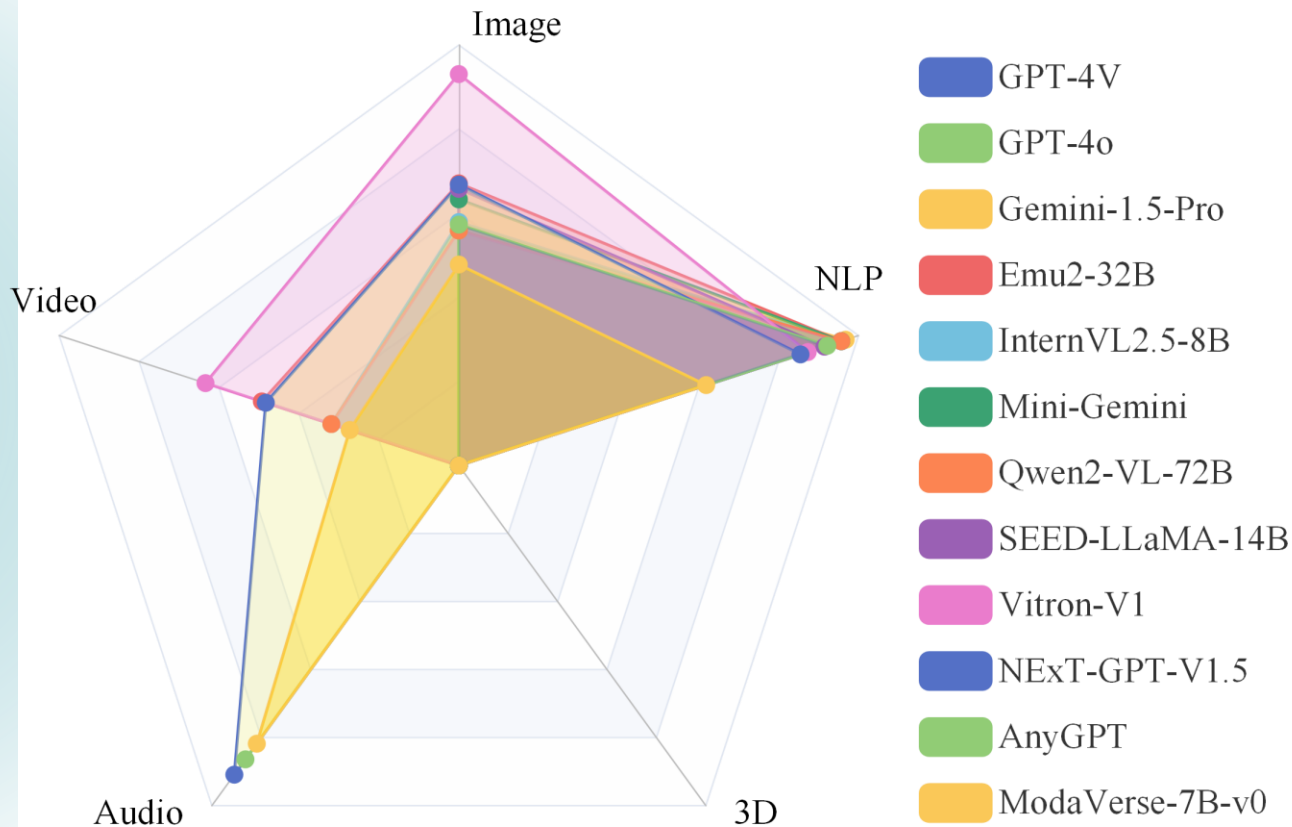 Image
NLP
Video
Audio
3D
GPT-4V
GPT-4o
Gemini-1.5-Pro
Emu2-32B
InternVL2.5-8B
Mini-Gemini
Qwen2-VL-72B
SEED-LLaMA-14B
Vitron-V1
NExT-GPT-V1.5
AnyGPT
ModaVerse-7B-v0